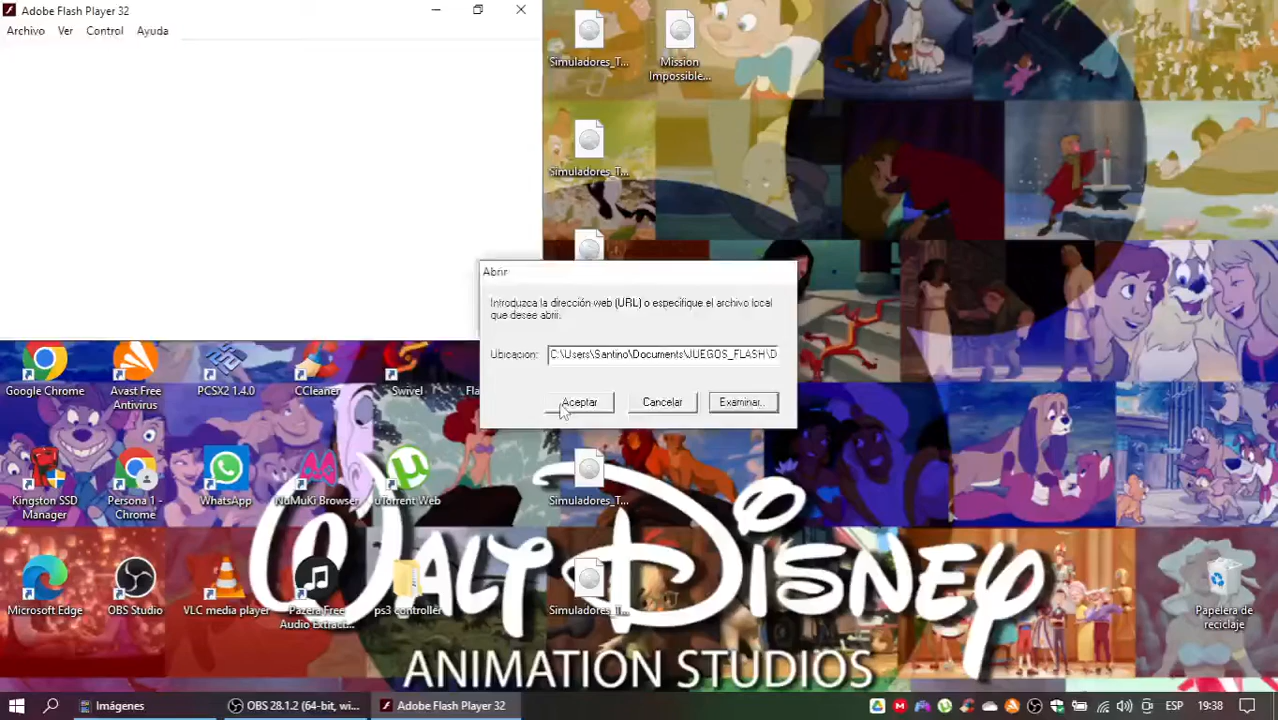 Adobe Flash Player 32
Archivo Ver Control Ayuda
Simuladores_T...
Mission
Impossible...
Simuladores_T...
Abrir
Introduzca la dirección web (URL) o especifique el archivo local
que desee abrir.
Ubicación: C:\Users\Santino\Documents\JUEGOS_FLASH\D
Aceptar Cancelar Examinar...
Google Chrome
Avast Free
Antivirus
PCSX2 1.4.0
CCleaner
Swivel
Kingston SSD
Manager
Persona 1 -
Chrome
WhatsApp
NuMuKi Browser
uTorrent Web
Simuladores_T...
Microsoft Edge
OBS Studio
VLC media player
Pazera Free
Audio Extract...
ps3 controller
Simuladores_T...
Papelera de
reciclaje
WALT DISNEY
ANIMATION STUDIOS
Imágenes
OBS 28.1.2 (64-bit, wi...
Adobe Flash Player 32
ESP
19:38